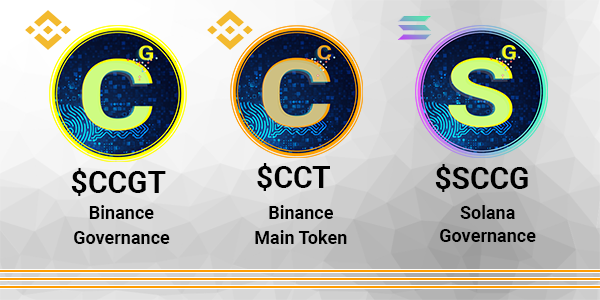 C G
C C
S G
$CCGT
$CCT
$SCCG
Binance
Governance
Binance
Main Token
Solana
Governance